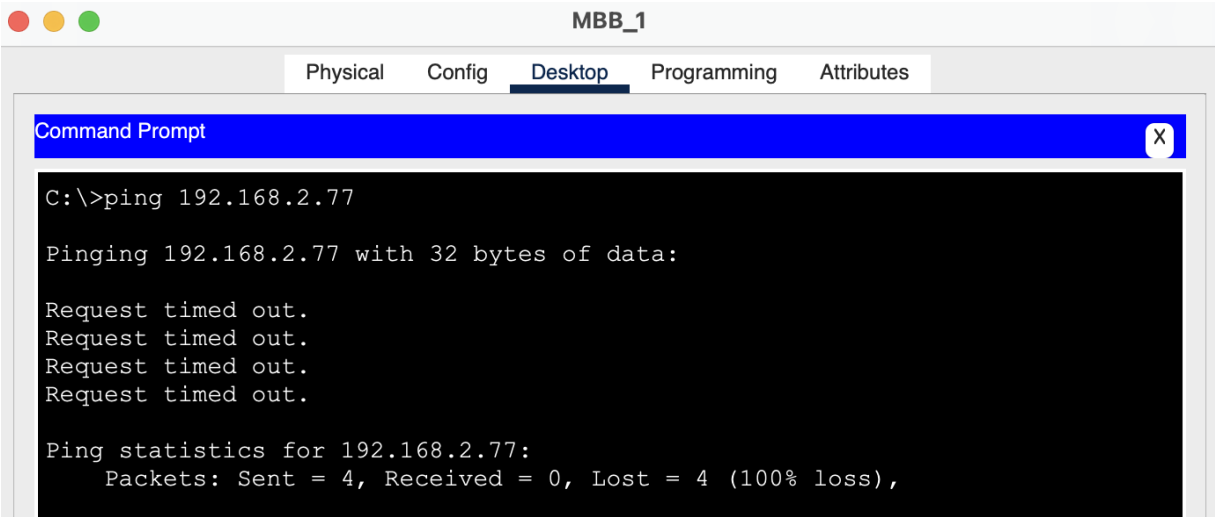 MBB_1
Physical Config Desktop Programming Attributes
Command Prompt
X
C:\>ping 192.168.2.77
Pinging 192.168.2.77 with 32 bytes of data:
Request timed out.
Request timed out.
Request timed out.
Request timed out.
Ping statistics for 192.168.2.77:
    Packets: Sent = 4, Received = 0, Lost = 4 (100% loss),